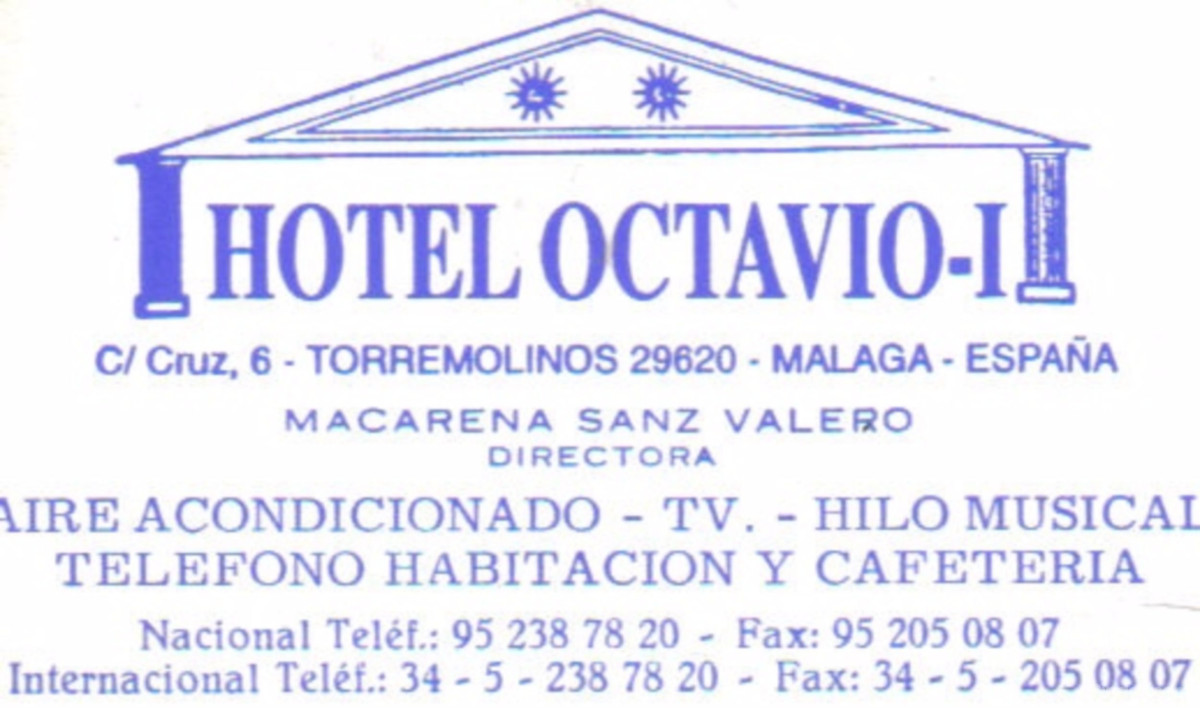 HOTEL OCTAVIO-I
C/ Cruz, 6 - TORREMOLINOS 29620 - MALAGA - ESPAÑA
MACARENA SANZ VALERO
DIRECTORA
AIRE ACONDICIONADO - TV. - HILO MUSICAL
TELEFONO HABITACION Y CAFETERIA
Nacional Teléf.: 95 238 78 20 - Fax: 95 205 08 07
Internacional Teléf.: 34 - 5 - 238 78 20 - Fax: 34 - 5 - 205 08 07